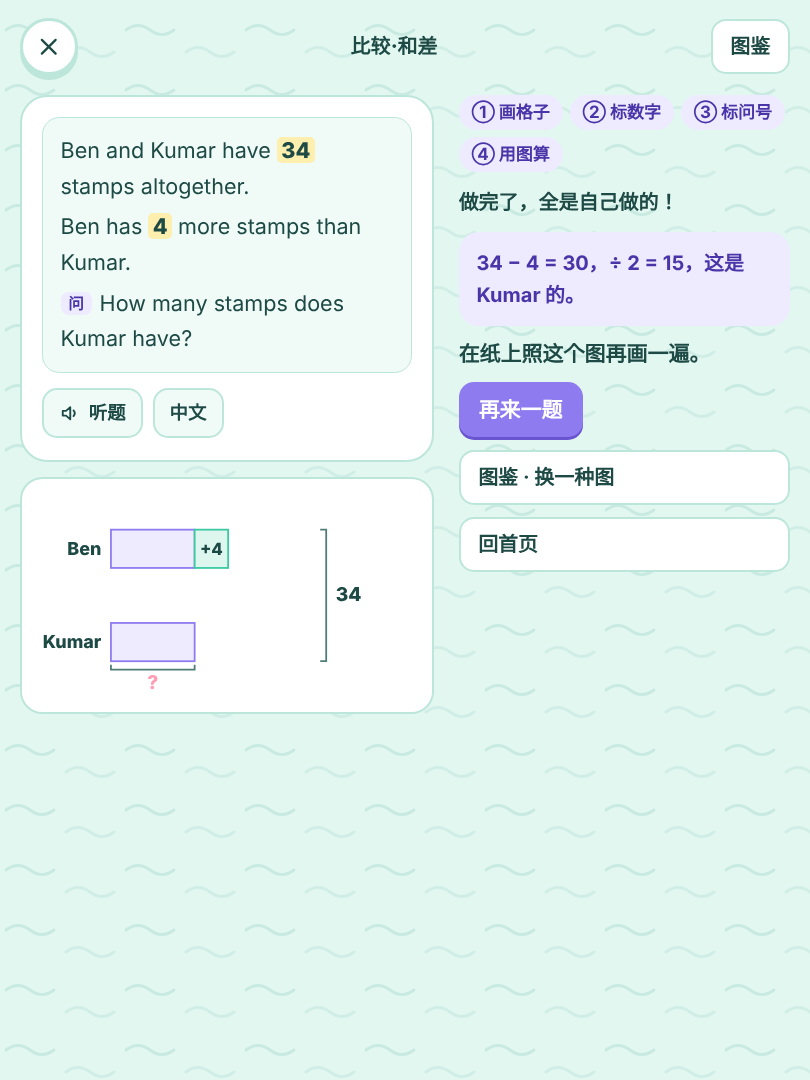 比较·和差
图鉴
Ben and Kumar have 34
stamps altogether.
Ben has 4 more stamps than
Kumar.
问 How many stamps does
Kumar have?
听题
中文
Ben
+4
34
Kumar
?
① 画格子 ② 标数字 ③ 标问号
④ 用图算
做完了，全是自己做的！
34 − 4 = 30，÷ 2 = 15，这是
Kumar 的。
在纸上照这个图再画一遍。
再来一题
图鉴 · 换一种图
回首页